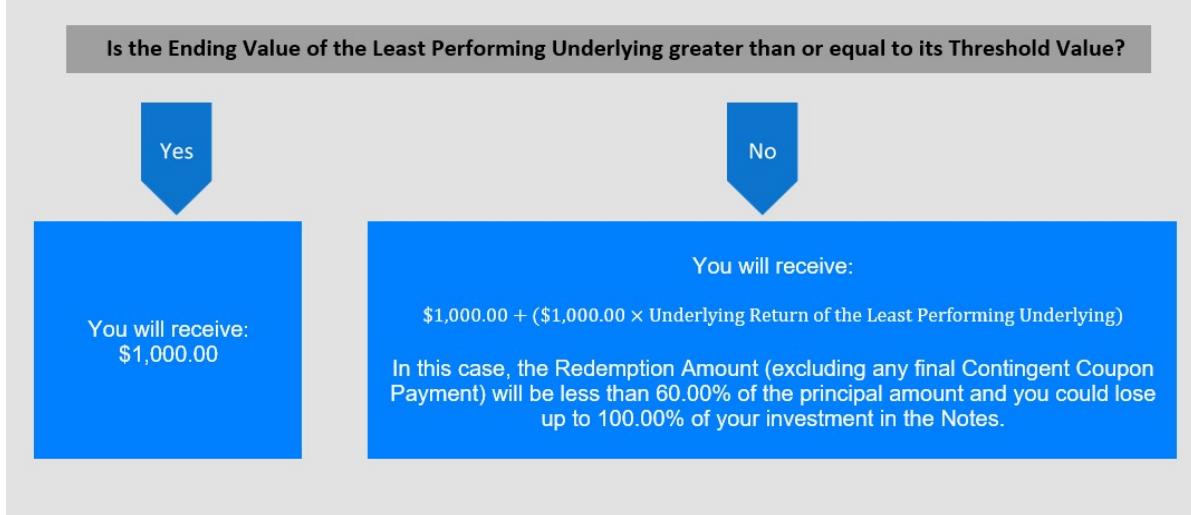 Is the Ending Value of the Least Performing Underlying greater than or equal to its Threshold Value?
Yes
No
You will receive:
$1,000.00
You will receive:
$1,000.00 + ($1,000.00 × Underlying Return of the Least Performing Underlying)
In this case, the Redemption Amount (excluding any final Contingent Coupon
Payment) will be less than 60.00% of the principal amount and you could lose
up to 100.00% of your investment in the Notes.